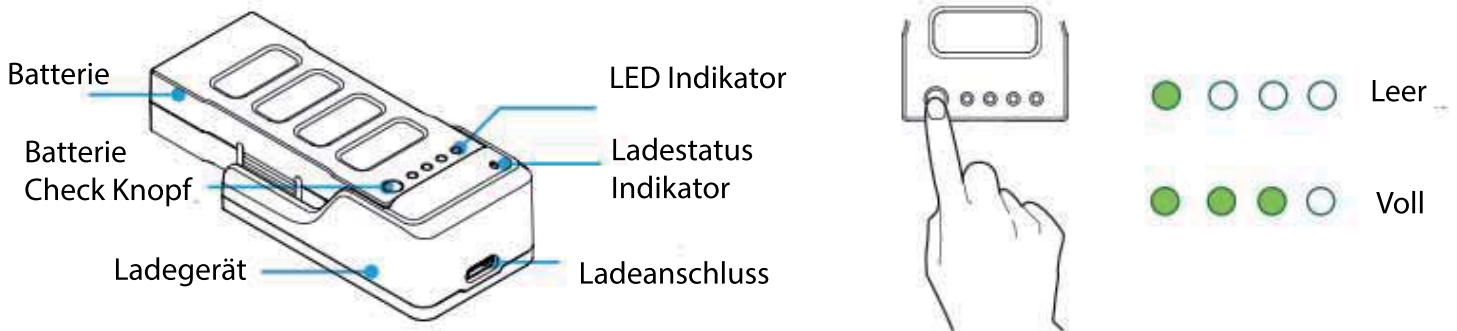 Batterie
LED Indikator
Batterie
Check Knopf
Ladestatus
Indikator
Ladegerät
Ladeanschluss
Leer
Voll